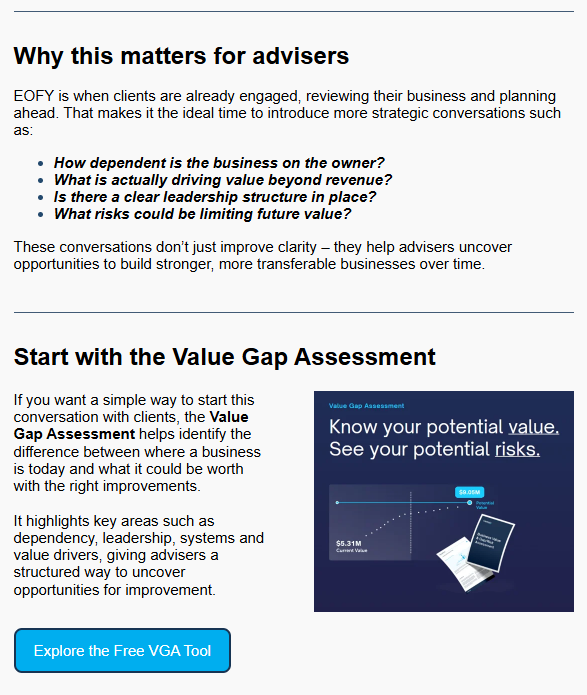 Why this matters for advisers
EOFY is when clients are already engaged, reviewing their business and planning
ahead. That makes it the ideal time to introduce more strategic conversations such
as:
• How dependent is the business on the owner?
• What is actually driving value beyond revenue?
• Is there a clear leadership structure in place?
• What risks could be limiting future value?
These conversations don’t just improve clarity – they help advisers uncover
opportunities to build stronger, more transferable businesses over time.
Start with the Value Gap Assessment
If you want a simple way to start this
conversation with clients, the Value
Gap Assessment helps identify the
difference between where a business
is today and what it could be worth
with the right improvements.
It highlights key areas such as
dependency, leadership, systems and
value drivers, giving advisers a
structured way to uncover
opportunities for improvement.
Value Gap Assessment
Know your potential value.
See your potential risks.
$9.05M
Potential
Value
$5.31M
Current Value
Business Value
Assessment
Explore the Free VGA Tool